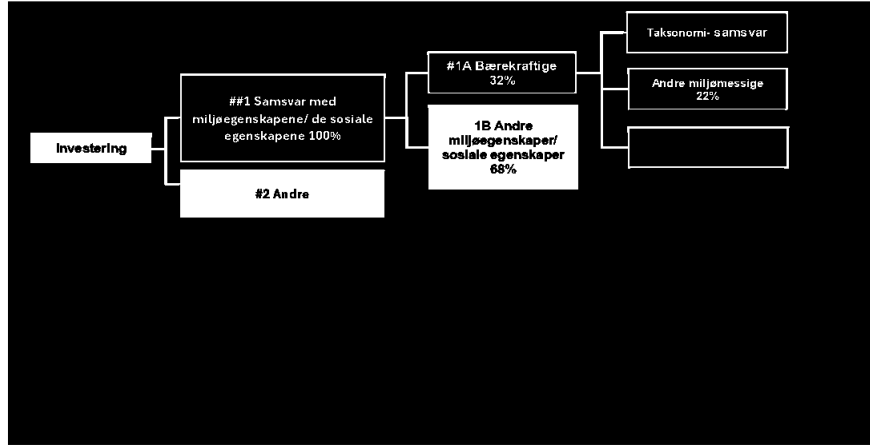 Investering
##1 Samsvar med
miljøegenskapene/ de sosiale
egenskapene 100%
#2 Andre
#1A Bærekraftige
32%
1B Andre
miljøegenskaper/
sosiale egenskaper
68%
Taksonomi- samsvar
Andre miljømessige
22%